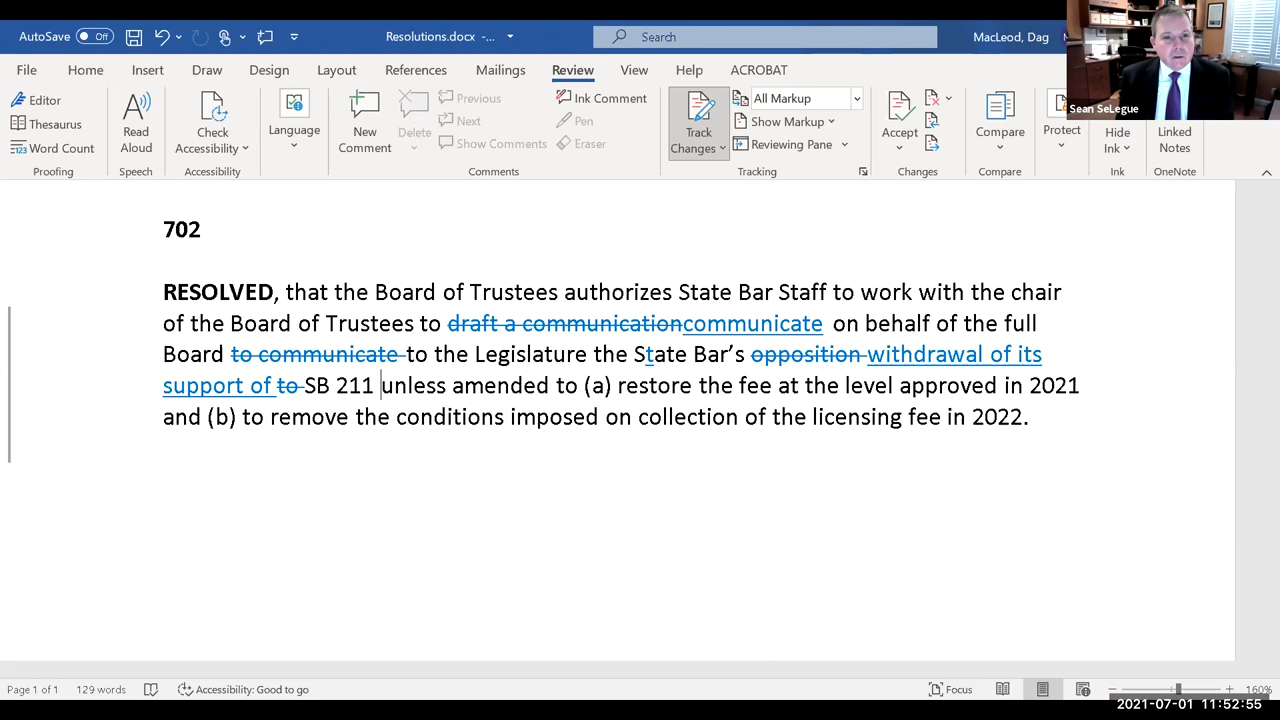 AutoSave Off Resolutions.docx -... Search MacLeod, Dag
File Home Insert Draw Design Layout References Mailings Review View Help ACROBAT
Sean SeLegue
Editor
Thesaurus
Word Count
Proofing
Read
Aloud
Speech
Check
Accessibility
Accessibility
Language
New
Comment
Delete
Previous
Next
Show Comments
Ink Comment
Pen
Eraser
Comments
Track
Changes
All Markup
Show Markup
Reviewing Pane
Tracking
Accept
Changes
Compare
Compare
Protect
Hide
Ink
Ink
Linked
Notes
OneNote
702
RESOLVED, that the Board of Trustees authorizes State Bar Staff to work with the chair
of the Board of Trustees to draft a communicationcommunicate on behalf of the full
Board to communicate to the Legislature the State Bar’s opposition withdrawal of its
support of to SB 211 unless amended to (a) restore the fee at the level approved in 2021
and (b) to remove the conditions imposed on collection of the licensing fee in 2022.
Page 1 of 1 129 words Accessibility: Good to go Focus 160%
2021-07-01 11:52:55